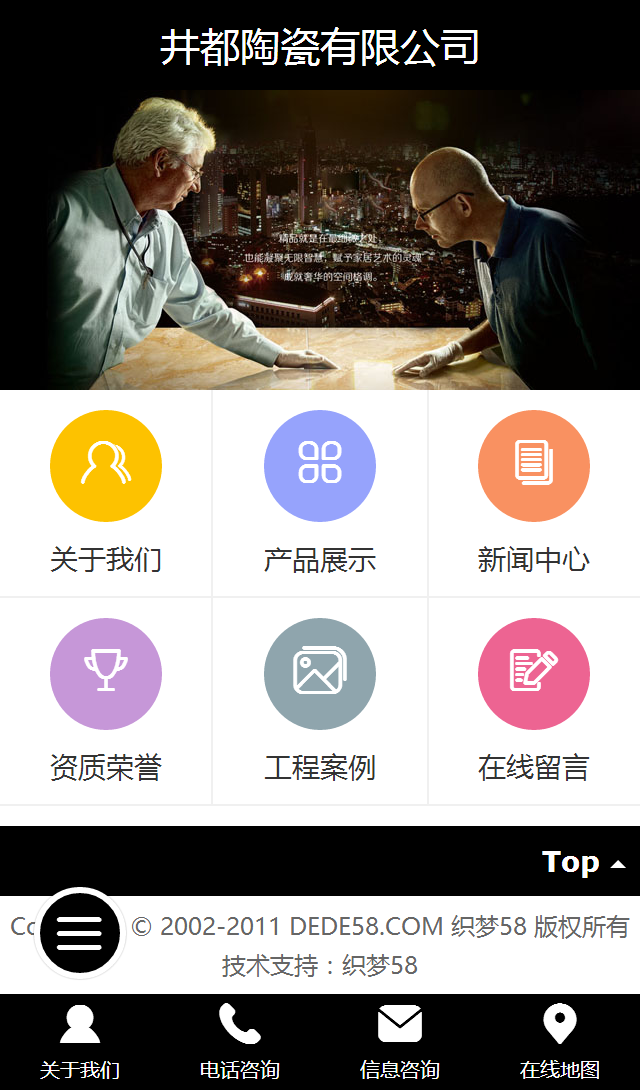 井都陶瓷有限公司
精品就是在最细微之处
也能凝聚无限智慧，赋予家居艺术的灵魂
成就奢华的空间格调。
关于我们
产品展示
新闻中心
资质荣誉
工程案例
在线留言
Top
© 2002-2011 DEDE58.COM 织梦58 版权所有
技术支持：织梦58
关于我们
电话咨询
信息咨询
在线地图